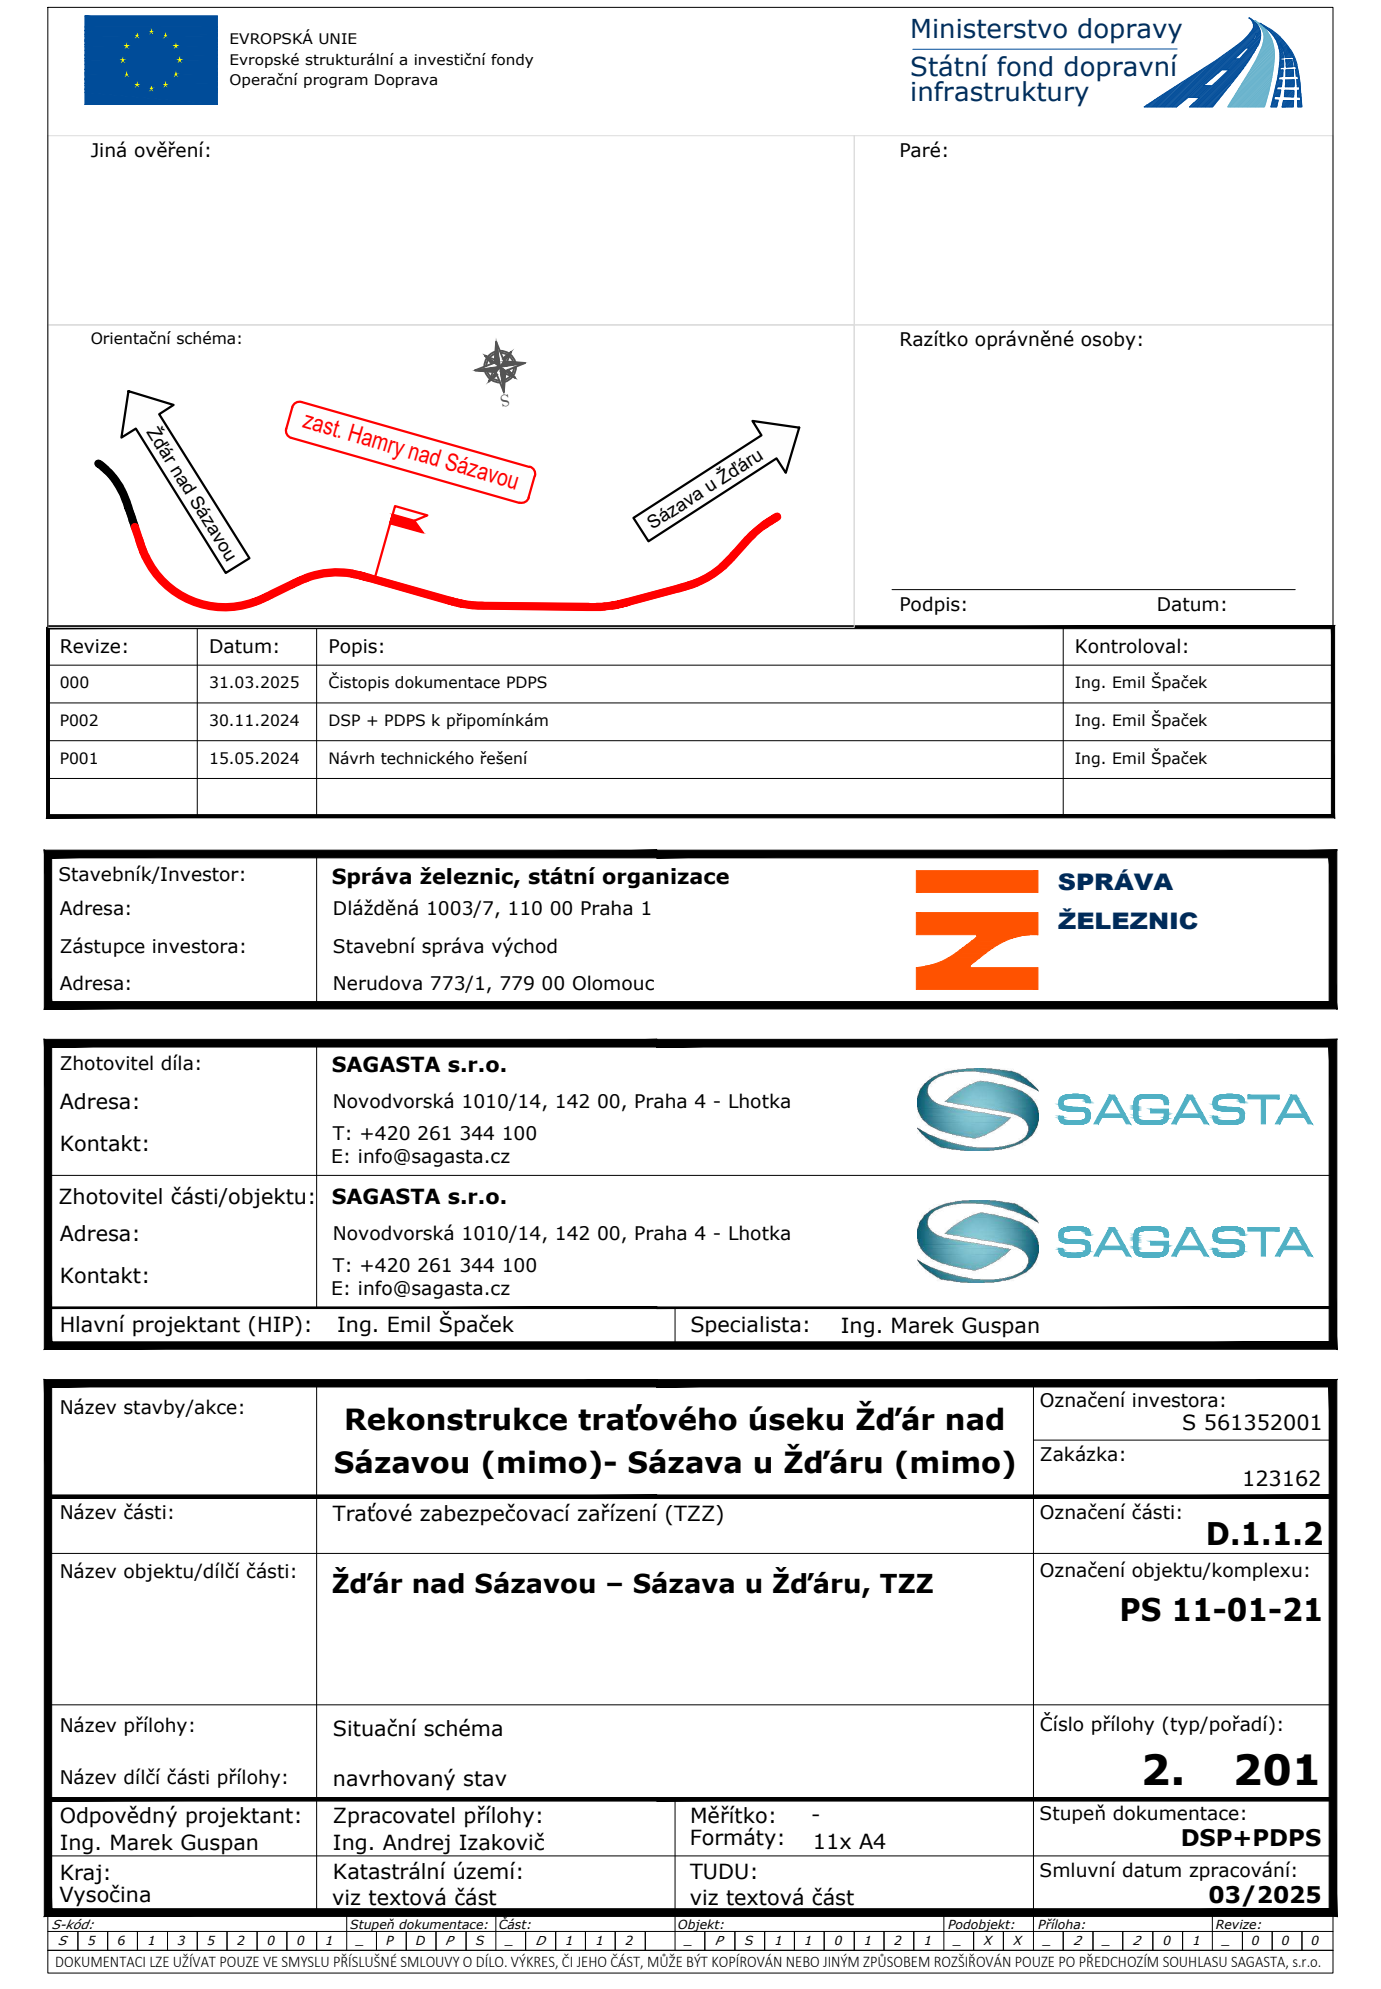 EVROPSKÁ UNIE
Evropské strukturální a investiční fondy
Operační program Doprava
Ministerstvo dopravy
Státní fond dopravní
infrastruktury
Jiná ověření:
Paré:
Orientační schéma:
Razítko oprávněné osoby:
S
Žďár nad Sázavou
zast. Hamry nad Sázavou
Sázava u Žďáru
Podpis: Datum:
Revize: Datum: Popis: Kontroloval:
000 31.03.2025 Čistopis dokumentace PDPS Ing. Emil Špaček
P002 30.11.2024 DSP + PDPS k připomínkám Ing. Emil Špaček
P001 15.05.2024 Návrh technického řešení Ing. Emil Špaček
Stavebník/Investor: Správa železnic, státní organizace
Adresa: Dlážděná 1003/7, 110 00 Praha 1
Zástupce investora: Stavební správa východ
Adresa: Nerudova 773/1, 779 00 Olomouc
SPRÁVA
ŽELEZNIC
Zhotovitel díla: SAGASTA s.r.o.
Adresa: Novodvorská 1010/14, 142 00, Praha 4 - Lhotka
Kontakt: T: +420 261 344 100
E: info@sagasta.cz
SAGASTA
Zhotovitel části/objektu: SAGASTA s.r.o.
Adresa: Novodvorská 1010/14, 142 00, Praha 4 - Lhotka
Kontakt: T: +420 261 344 100
E: info@sagasta.cz
SAGASTA
Hlavní projektant (HIP): Ing. Emil Špaček Specialista: Ing. Marek Guspan
Název stavby/akce: Rekonstrukce traťového úseku Žďár nad
Sázavou (mimo)- Sázava u Žďáru (mimo)
Označení investora:
S 561352001
Zakázka:
123162
Název části: Traťové zabezpečovací zařízení (TZZ)
Označení části:
D.1.1.2
Název objektu/dílčí části: Žďár nad Sázavou – Sázava u Žďáru, TZZ
Označení objektu/komplexu:
PS 11-01-21
Název přílohy: Situační schéma
Číslo přílohy (typ/pořadí):
Název dílčí části přílohy: navrhovaný stav
2. 201
Odpovědný projektant: Zpracovatel přílohy: Měřítko: - Stupeň dokumentace:
Ing. Marek Guspan Ing. Andrej Izakovič Formáty: 11x A4 DSP+PDPS
Kraj: Katastrální území: TUDU: Smluvní datum zpracování:
Vysočina viz textová část viz textová část 03/2025
S-kód: Stupeň dokumentace: Část: Objekt: Podobjekt: Příloha: Revize:
S 5 6 1 3 5 2 0 0 1 _ P D P S _ D 1 1 2 _ P S 1 1 0 1 2 1 _ X X _ 2 _ 2 0 1 _ 0 0 0
DOKUMENTACI LZE UŽÍVAT POUZE VE SMYSLU PŘÍSLUŠNÉ SMLOUVY O DÍLO. VÝKRES, ČI JEHO ČÁST, MŮŽE BÝT KOPÍROVÁN NEBO JINÝM ZPŮSOBEM ROZŠIŘOVÁN POUZE PO PŘEDCHOZÍM SOUHLASU SAGASTA, s.r.o.